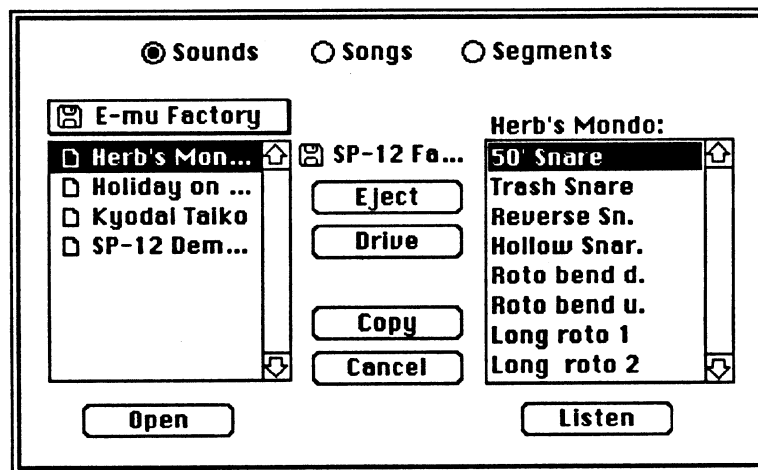 Sounds Songs Segments
E-mu Factory
Herb's Mon...
Holiday on ...
Kyodai Taiko
SP-12 Dem...
Open
SP-12 Fa...
Eject
Drive
Copy
Cancel
Herb's Mondo:
50' Snare
Trash Snare
Reverse Sn.
Hollow Snar.
Roto bend d.
Roto bend u.
Long roto 1
Long roto 2
Listen